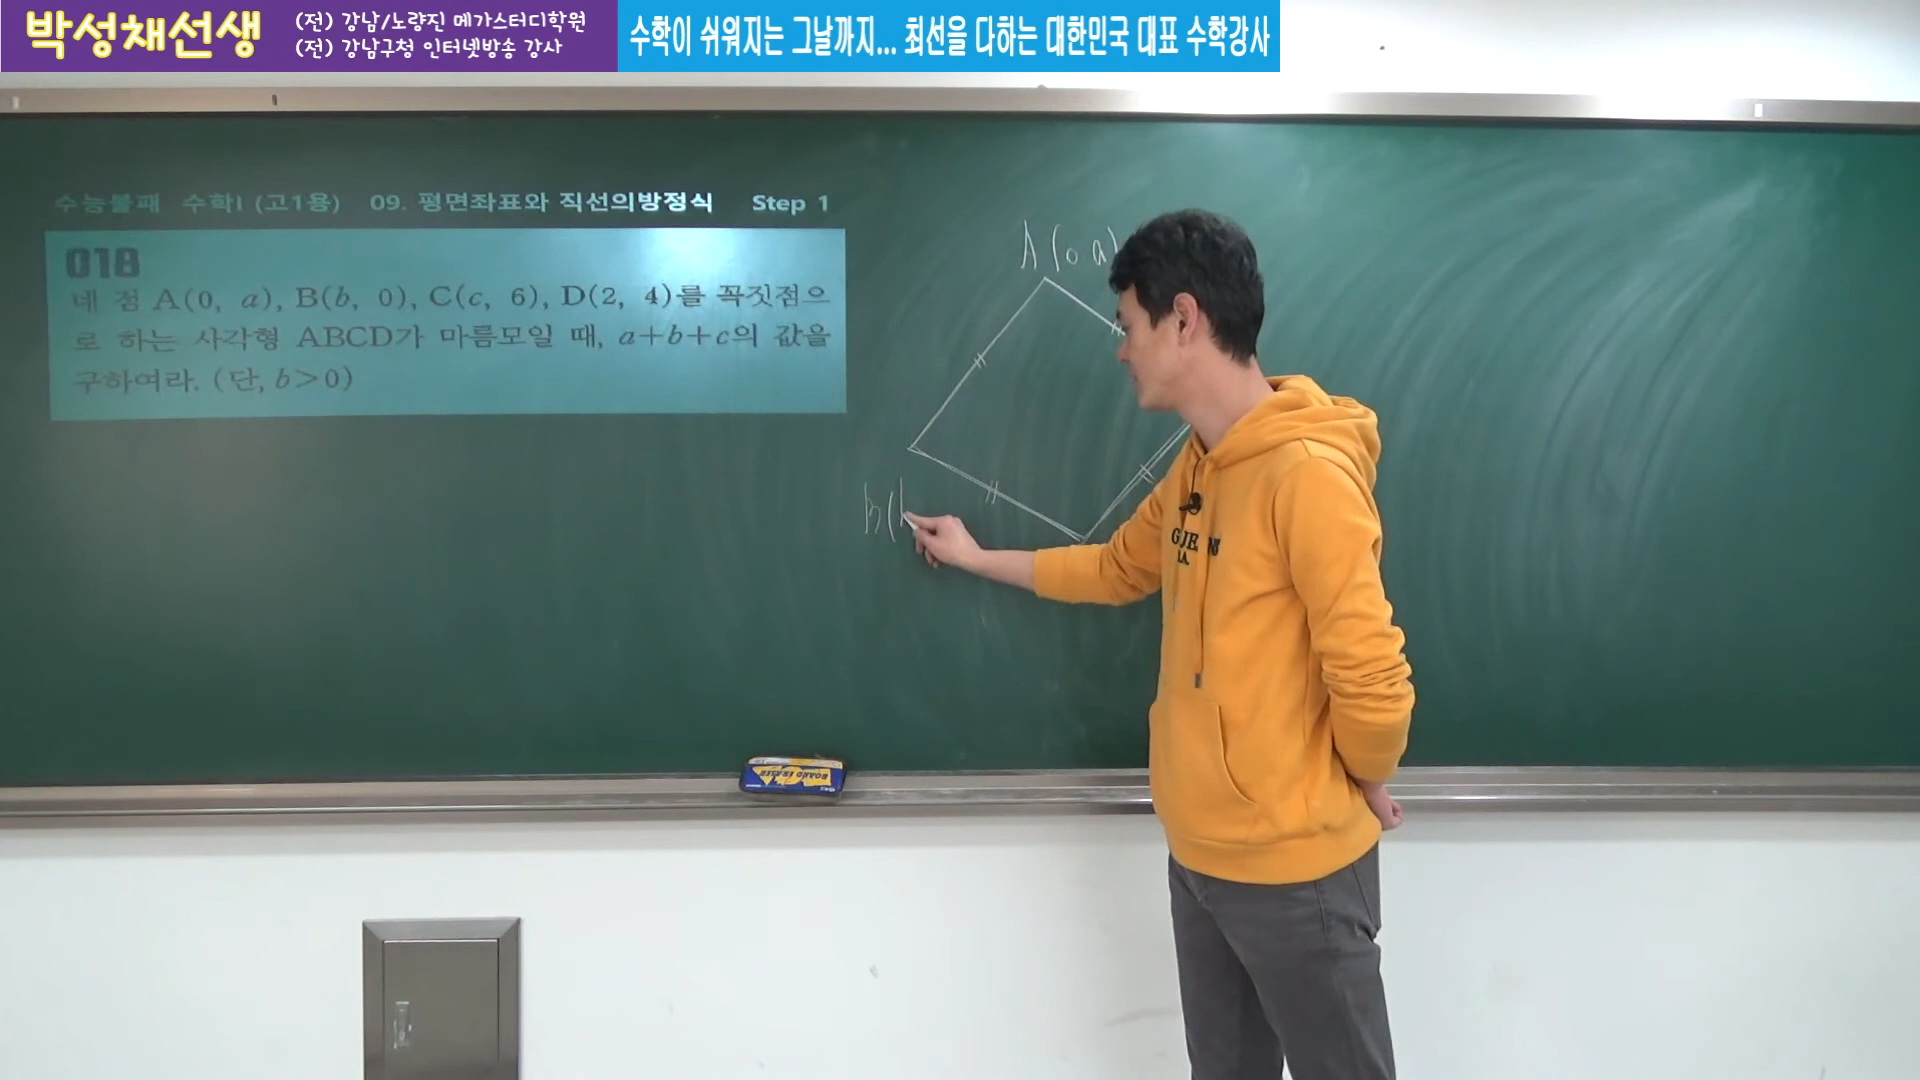 박성채선생
(전) 강남/노량진 메가스터디학원
(전) 강남구청 인터넷방송 강사
수학이 쉬워지는 그날까지... 최선을 다하는 대한민국 대표 수학강사
수능불패 수학I (고1용) 09. 평면좌표와 직선의방정식 Step 1
018
네 점 A(0, a), B(b, 0), C(c, 6), D(2, 4)를 꼭짓점으
로 하는 사각형 ABCD가 마름모일 때, a+b+c의 값을
구하여라. (단, b>0)
A(0 a)
B(
BOARD ERASER